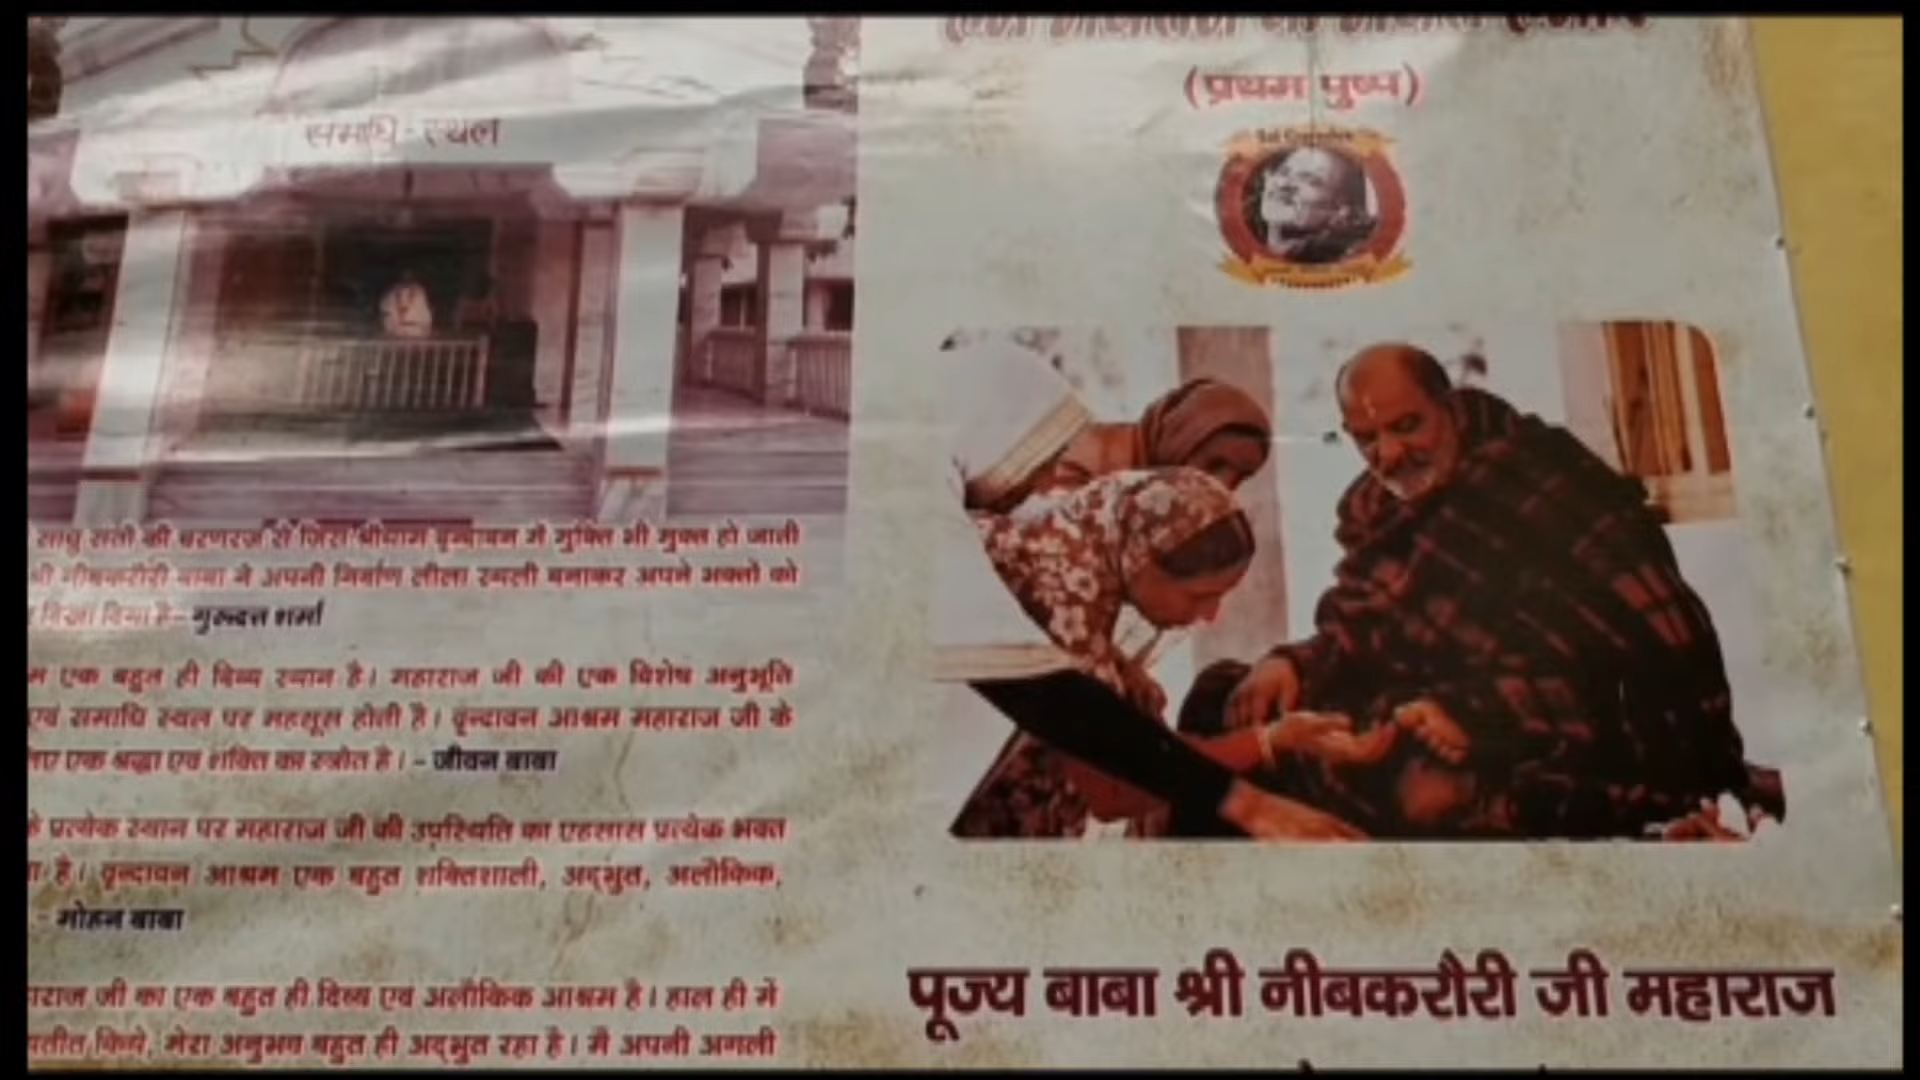 समाधि - स्थल
साधु संतो की चरणरज से जिस श्रीधाम वृन्दावन में मुक्ति भी मुक्त हो जाती
नीबकरौरी बाबा ने अपनी निर्वाण लीला स्थली बनाकर अपने भक्तों को
दिखा दिया है- गुरूदत्त शर्मा
एक बहुत ही दिव्य स्थान है। महाराज जी की एक विशेष अनुभूति
एवं समाधि स्थल पर महसूस होती है। वृन्दावन आश्रम महाराज जी के
एक श्रद्धा एवं शक्ति का स्त्रोत है। - जीवन बाबा
के प्रत्येक स्थान पर महाराज जी की उपस्थिति का एहसास प्रत्येक भक्त
है। वृन्दावन आश्रम एक बहुत शक्तिशाली, अद्भुत, अलौकिक,
- मोहन बाबा
जी का एक बहुत ही दिव्य एवं अलौकिक आश्रम है। हाल ही में
किये, मेरा अनुभव बहुत ही अद्भुत रहा है। मै अपनी अगली
(प्रथम पुष्प)
पूज्य बाबा श्री नीबकरौरी जी महाराज